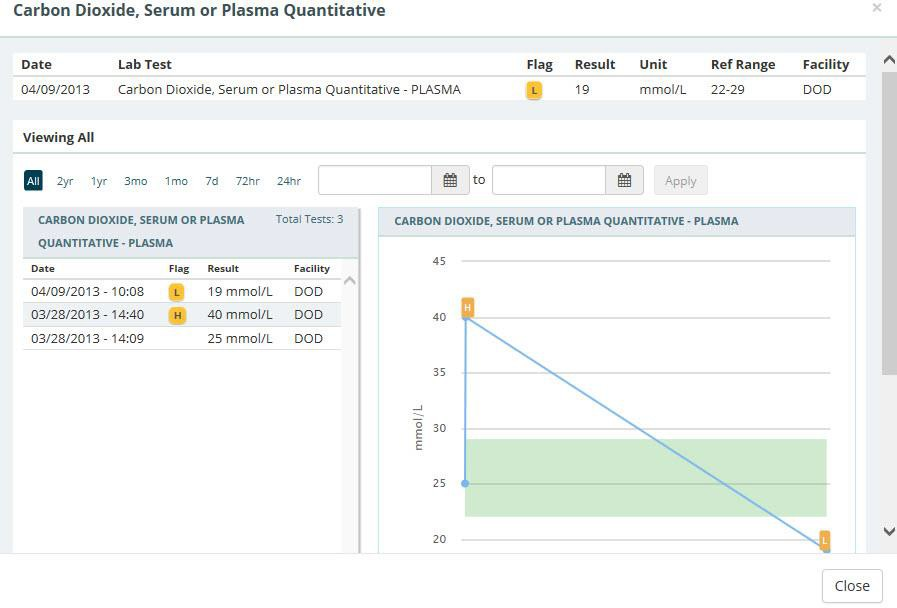 Carbon Dioxide, Serum or Plasma Quantitative ×
Date Lab Test Flag Result Unit Ref Range Facility
04/09/2013 Carbon Dioxide, Serum or Plasma Quantitative - PLASMA L 19 mmol/L 22-29 DOD
Viewing All
All 2yr 1yr 3mo 1mo 7d 72hr 24hr to Apply
CARBON DIOXIDE, SERUM OR PLASMA Total Tests: 3
QUANTITATIVE - PLASMA
Date Flag Result Facility
04/09/2013 - 10:08 L 19 mmol/L DOD
03/28/2013 - 14:40 H 40 mmol/L DOD
03/28/2013 - 14:09 25 mmol/L DOD
CARBON DIOXIDE, SERUM OR PLASMA QUANTITATIVE - PLASMA
45
H
40
35
mmol/L
30
25
20
L
Close